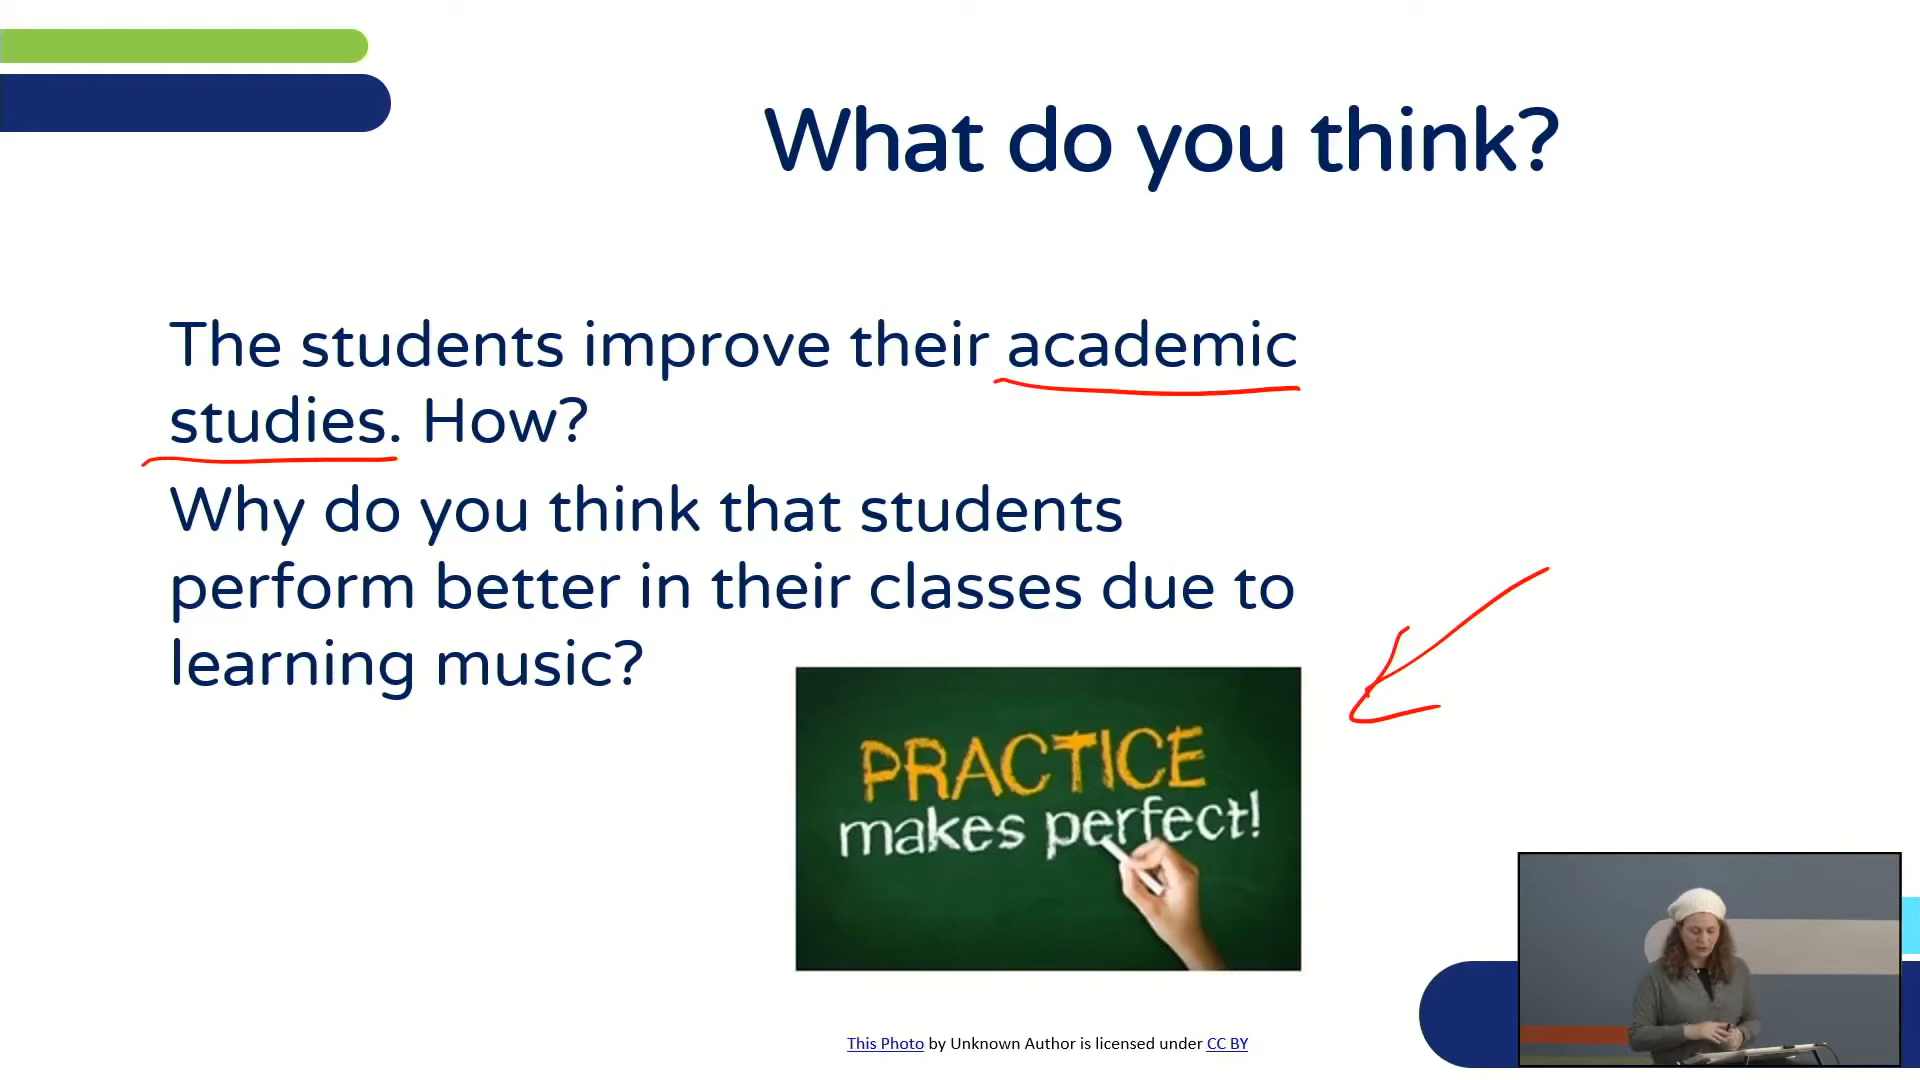 What do you think?
The students improve their academic
studies. How?
Why do you think that students
perform better in their classes due to
learning music?
PRACTICE
makes perfect!
This Photo by Unknown Author is licensed under CC BY